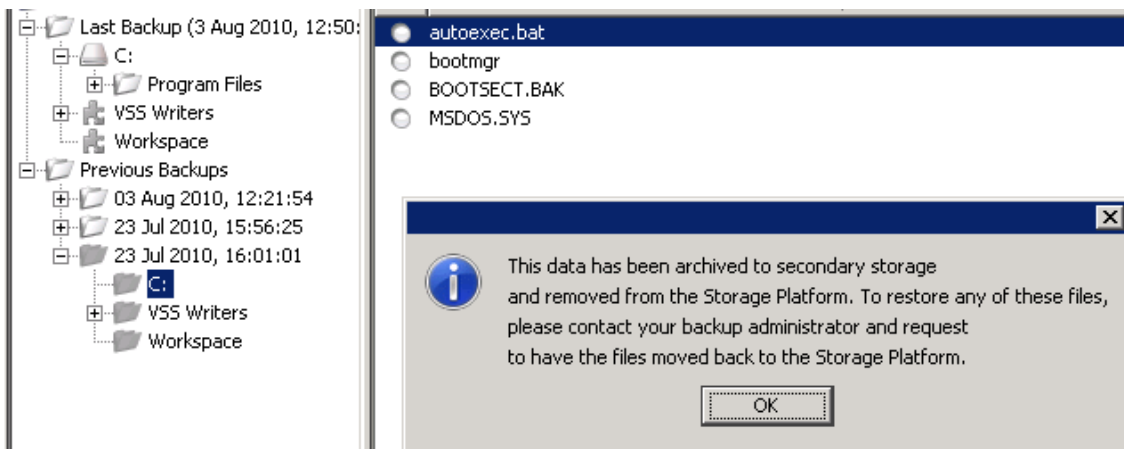 Last Backup (3 Aug 2010, 12:50:
C:
Program Files
VSS Writers
Workspace
Previous Backups
03 Aug 2010, 12:21:54
23 Jul 2010, 15:56:25
23 Jul 2010, 16:01:01
C:
VSS Writers
Workspace
autoexec.bat
bootmgr
BOOTSECT.BAK
MSDOS.SYS
This data has been archived to secondary storage
and removed from the Storage Platform. To restore any of these files,
please contact your backup administrator and request
to have the files moved back to the Storage Platform.
OK